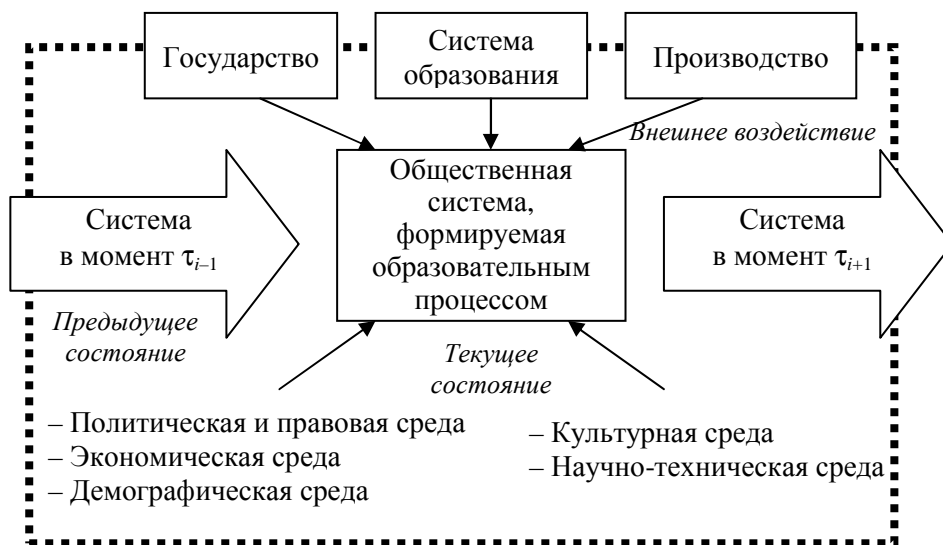 Государство
Система
образования
Производство
Внешнее воздействие
Общественная
система,
формируемая
образовательным
процессом
Система
в момент τi–1
Система
в момент τi+1
Предыдущее
состояние
Текущее
состояние
– Политическая и правовая среда
– Экономическая среда
– Демографическая среда
– Культурная среда
– Научно-техническая среда